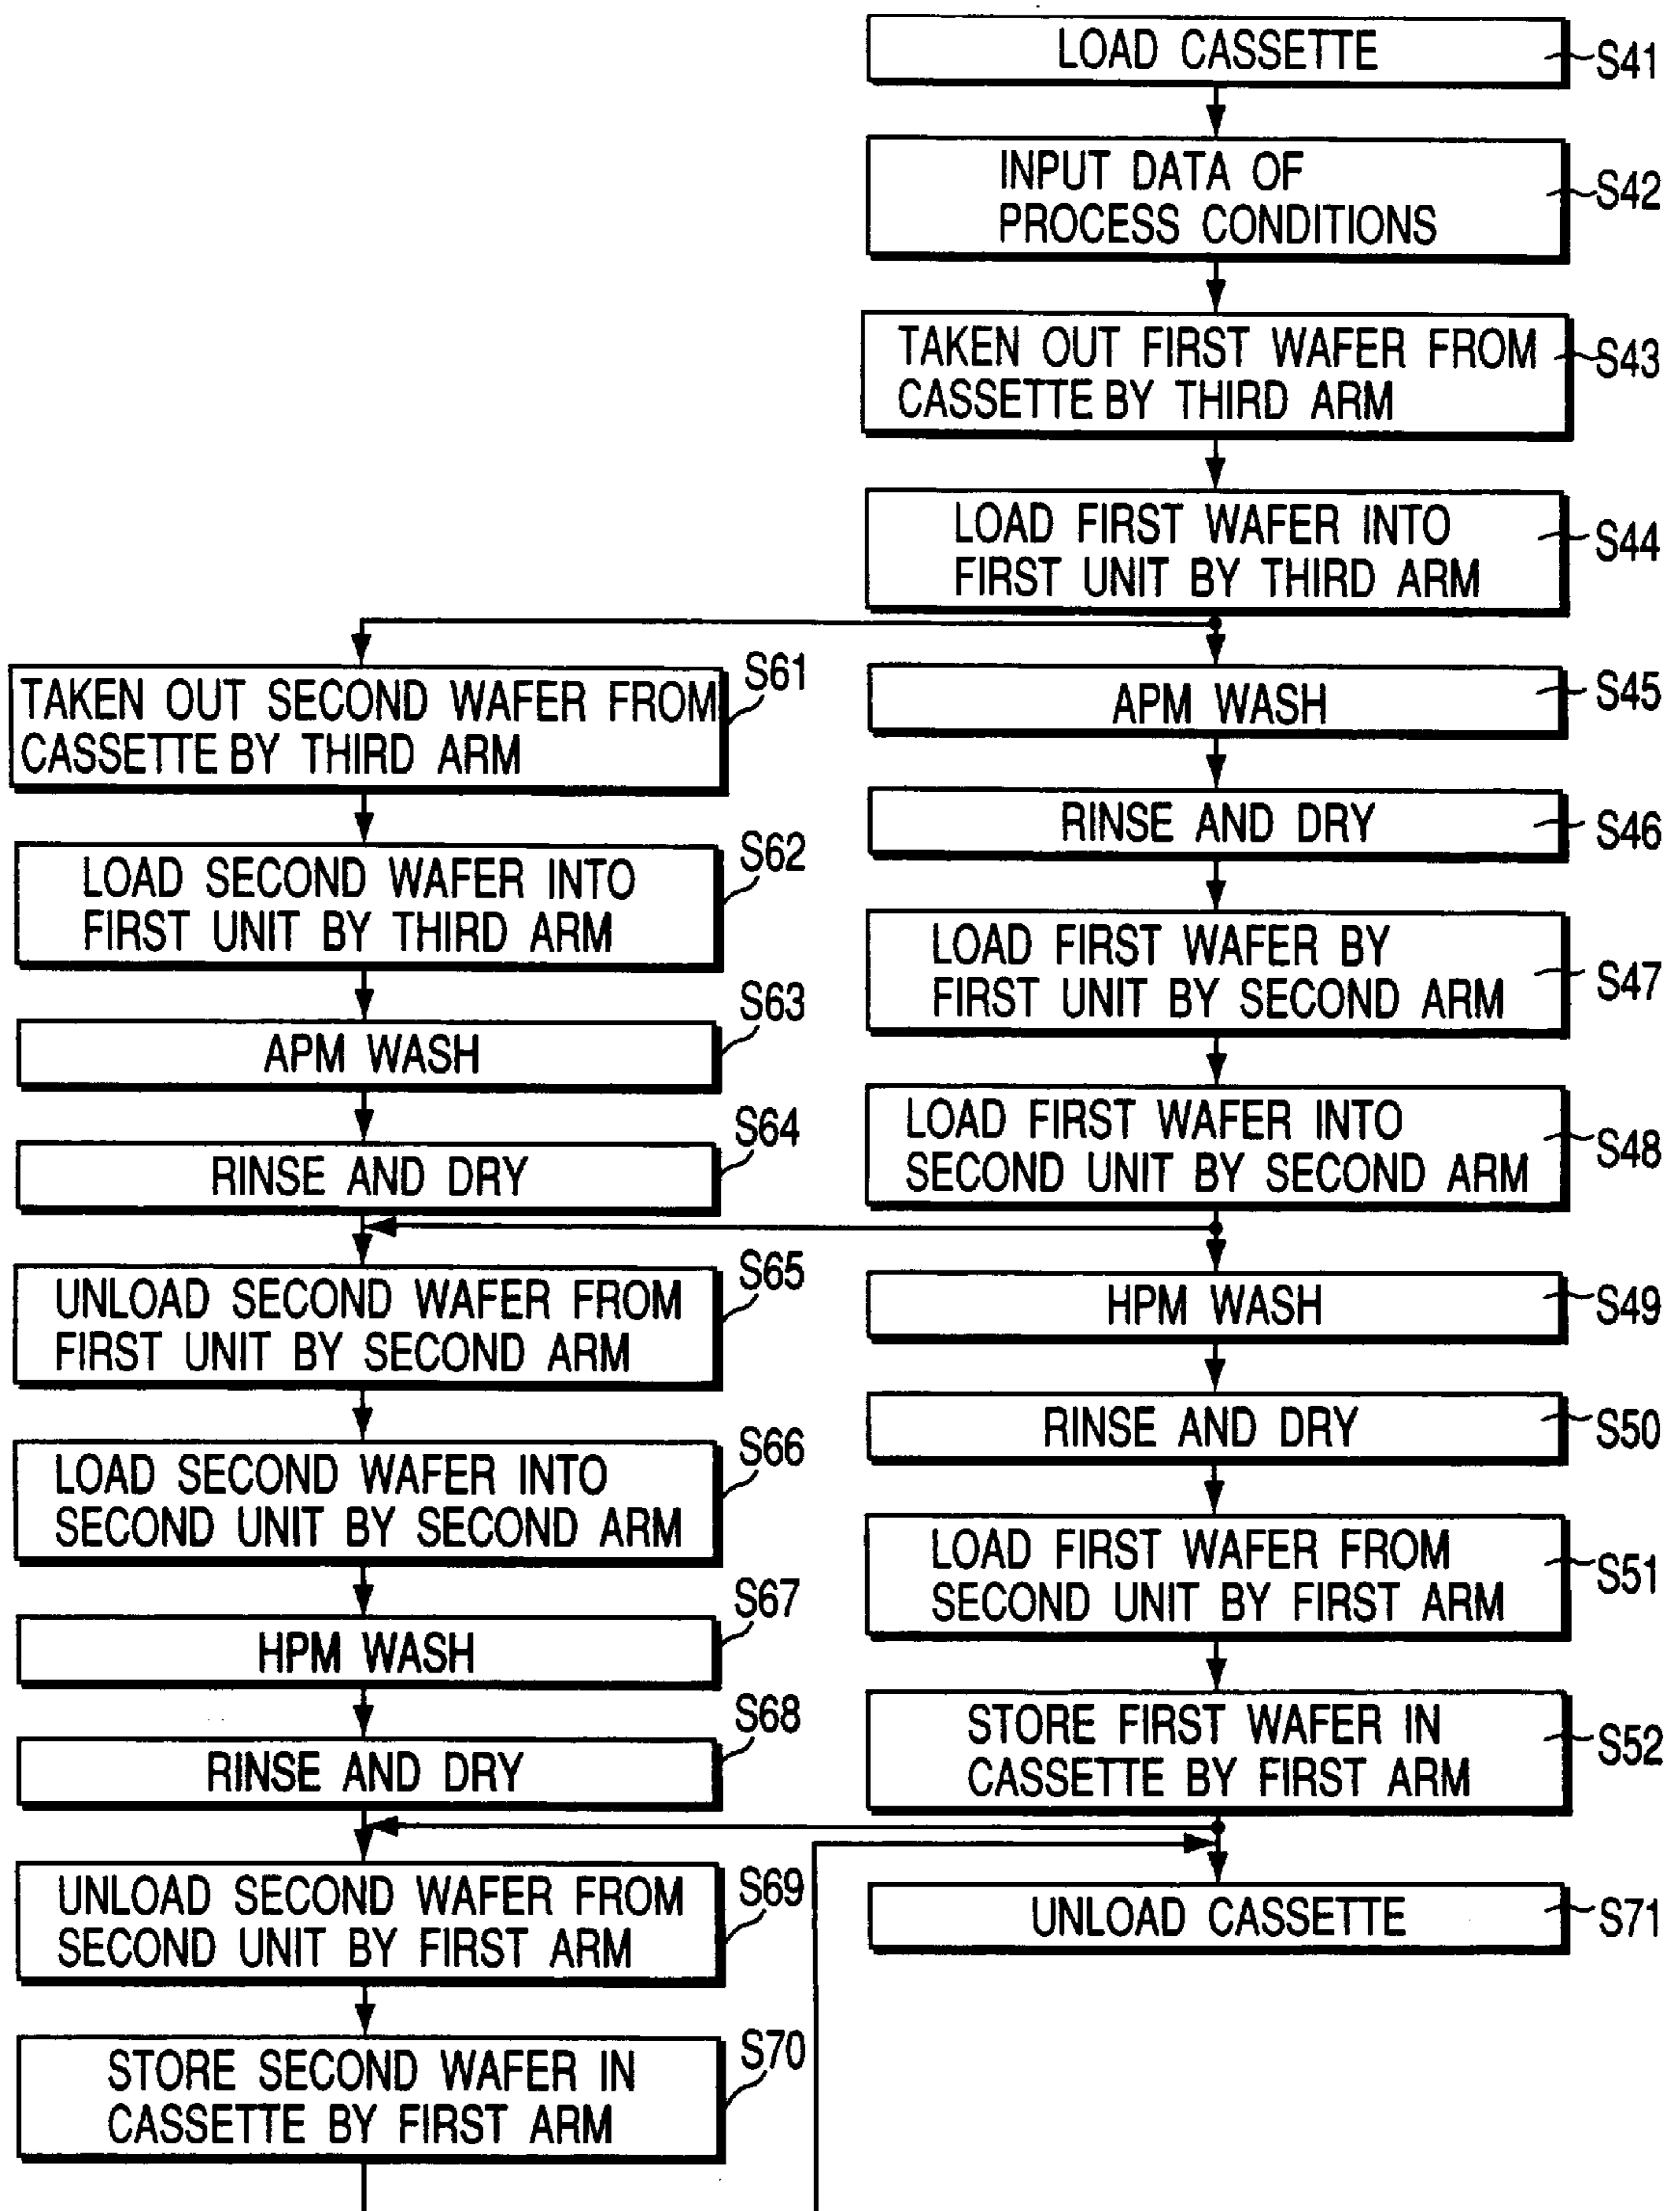 LOAD CASSETTE
S41
INPUT DATA OF
PROCESS CONDITIONS
S42
TAKEN OUT FIRST WAFER FROM
CASSETTE BY THIRD ARM
S43
LOAD FIRST WAFER INTO
FIRST UNIT BY THIRD ARM
S44
APM WASH
S45
RINSE AND DRY
S46
LOAD FIRST WAFER BY
FIRST UNIT BY SECOND ARM
S47
LOAD FIRST WAFER INTO
SECOND UNIT BY SECOND ARM
S48
HPM WASH
S49
RINSE AND DRY
S50
LOAD FIRST WAFER FROM
SECOND UNIT BY FIRST ARM
S51
STORE FIRST WAFER IN
CASSETTE BY FIRST ARM
S52
TAKEN OUT SECOND WAFER FROM
CASSETTE BY THIRD ARM
S61
LOAD SECOND WAFER INTO
FIRST UNIT BY THIRD ARM
S62
APM WASH
S63
RINSE AND DRY
S64
UNLOAD SECOND WAFER FROM
FIRST UNIT BY SECOND ARM
S65
LOAD SECOND WAFER INTO
SECOND UNIT BY SECOND ARM
S66
HPM WASH
S67
RINSE AND DRY
S68
UNLOAD SECOND WAFER FROM
SECOND UNIT BY FIRST ARM
S69
STORE SECOND WAFER IN
CASSETTE BY FIRST ARM
S70
UNLOAD CASSETTE
S71